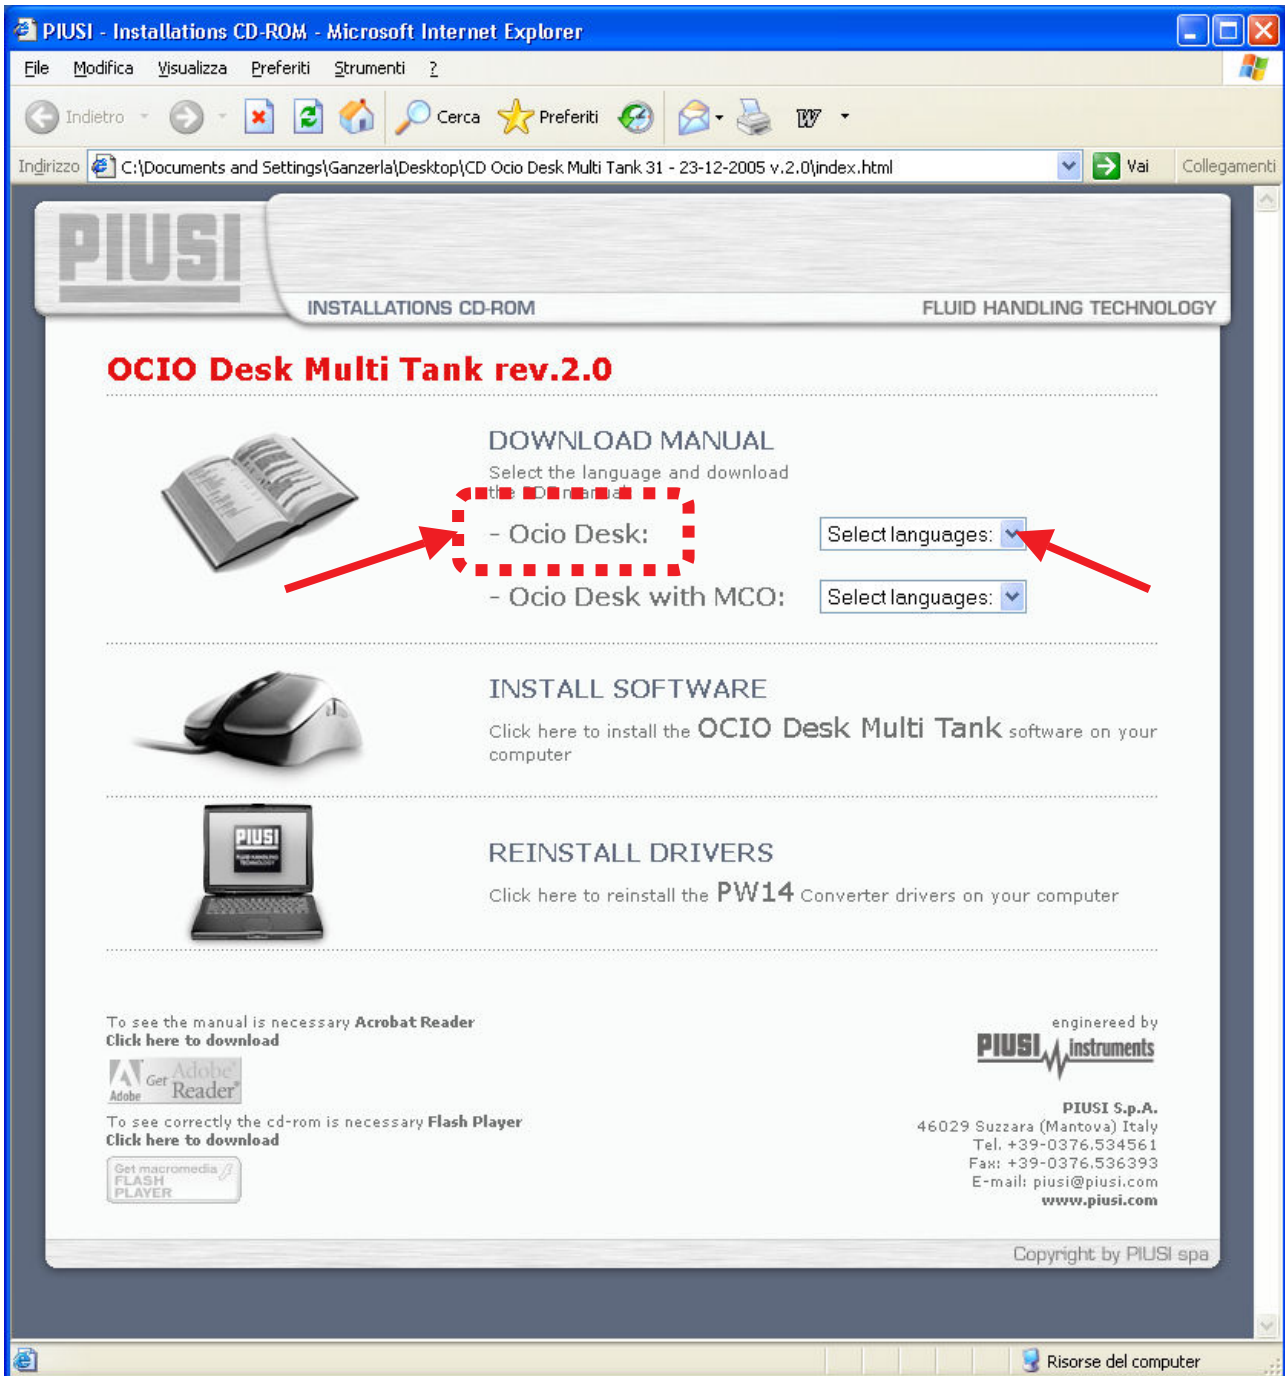 PIUSI - Installations CD-ROM - Microsoft Internet Explorer
File Modifica Visualizza Preferiti Strumenti ?
Indietro Cerca Preferiti
Indirizzo C:\Documents and Settings\Ganzerla\Desktop\CD Ocio Desk Multi Tank 31 - 23-12-2005 v.2.0\index.html Vai Collegamenti
PIUSI
INSTALLATIONS CD-ROM FLUID HANDLING TECHNOLOGY
OCIO Desk Multi Tank rev.2.0
DOWNLOAD MANUAL
Select the language and download
the PDF manual
- Ocio Desk: Select languages:
- Ocio Desk with MCO: Select languages:
INSTALL SOFTWARE
Click here to install the OCIO Desk Multi Tank software on your
computer
PIUSI
FLUID HANDLING
TECHNOLOGY
REINSTALL DRIVERS
Click here to reinstall the PW14 Converter drivers on your computer
To see the manual is necessary Acrobat Reader
Click here to download
Adobe Get Adobe® Reader®
To see correctly the cd-rom is necessary Flash Player
Click here to download
Get macromedia
FLASH
PLAYER
enginereed by
PIUSI instruments
PIUSI S.p.A.
46029 Suzzara (Mantova) Italy
Tel. +39-0376.534561
Fax: +39-0376.536393
E-mail: piusi@piusi.com
www.piusi.com
Copyright by PIUSI spa
Risorse del computer